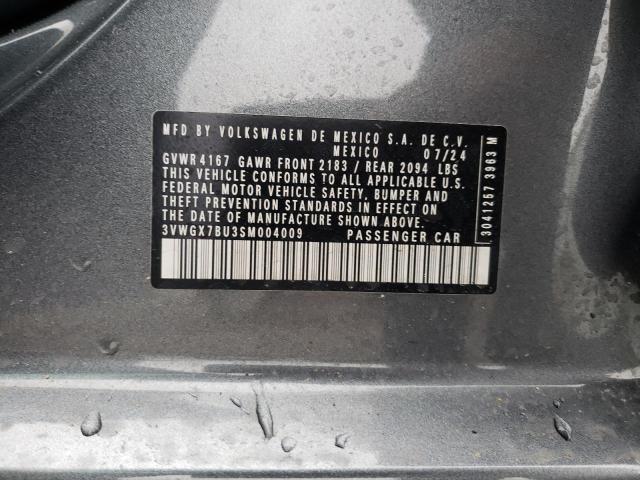 MFD BY VOLKSWAGEN DE MEXICO S.A. DE C.V.
MEXICO 07/24
GVWR 4167 GAWR FRONT 2183 / REAR 2094 LBS
THIS VEHICLE CONFORMS TO ALL APPLICABLE U.S.
FEDERAL MOTOR VEHICLE SAFETY, BUMPER AND
THEFT PREVENTION STANDARDS IN EFFECT ON
THE DATE OF MANUFACTURE SHOWN ABOVE.
3VWGX7BU3SM004009 PASSENGER CAR
3041267 3963 M